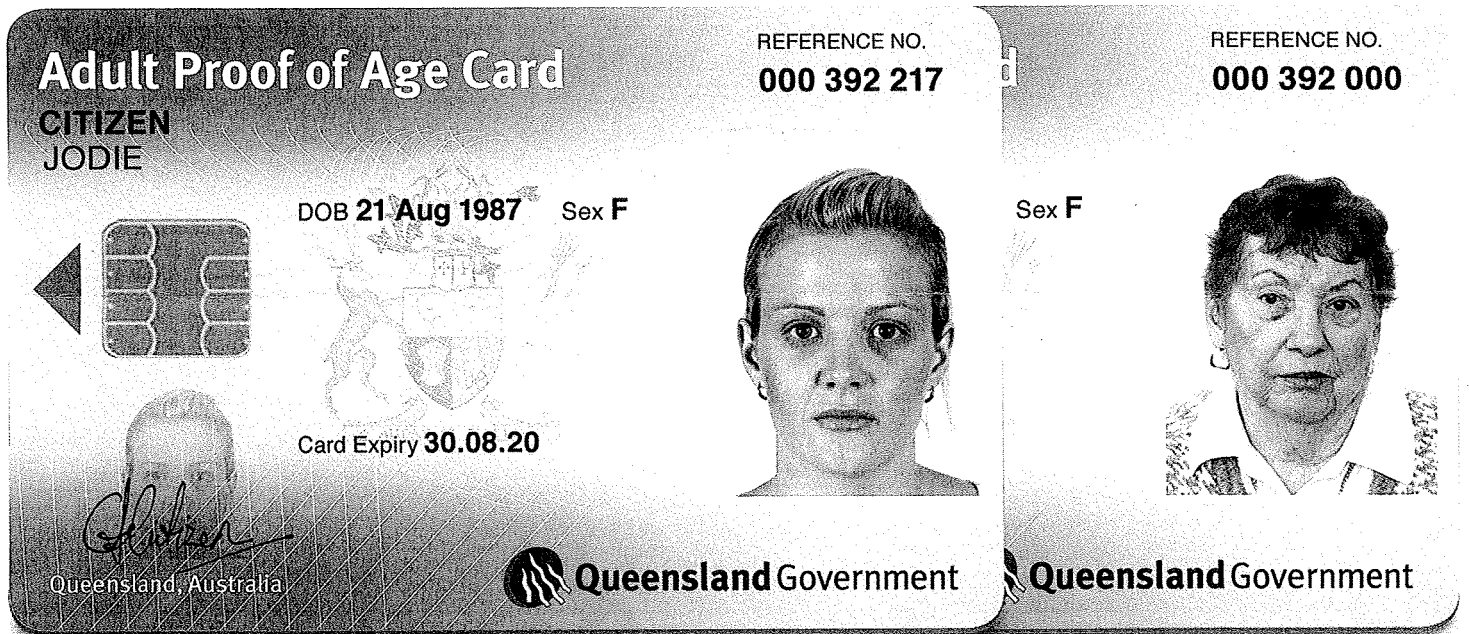 Adult Proof of Age Card
CITIZEN
JODIE
REFERENCE NO.
000 392 217
DOB 21 Aug 1987 Sex F
Card Expiry 30.08.20
JCitizen
Queensland, Australia
Queensland Government
d
REFERENCE NO.
000 392 000
Sex F
Queensland Government